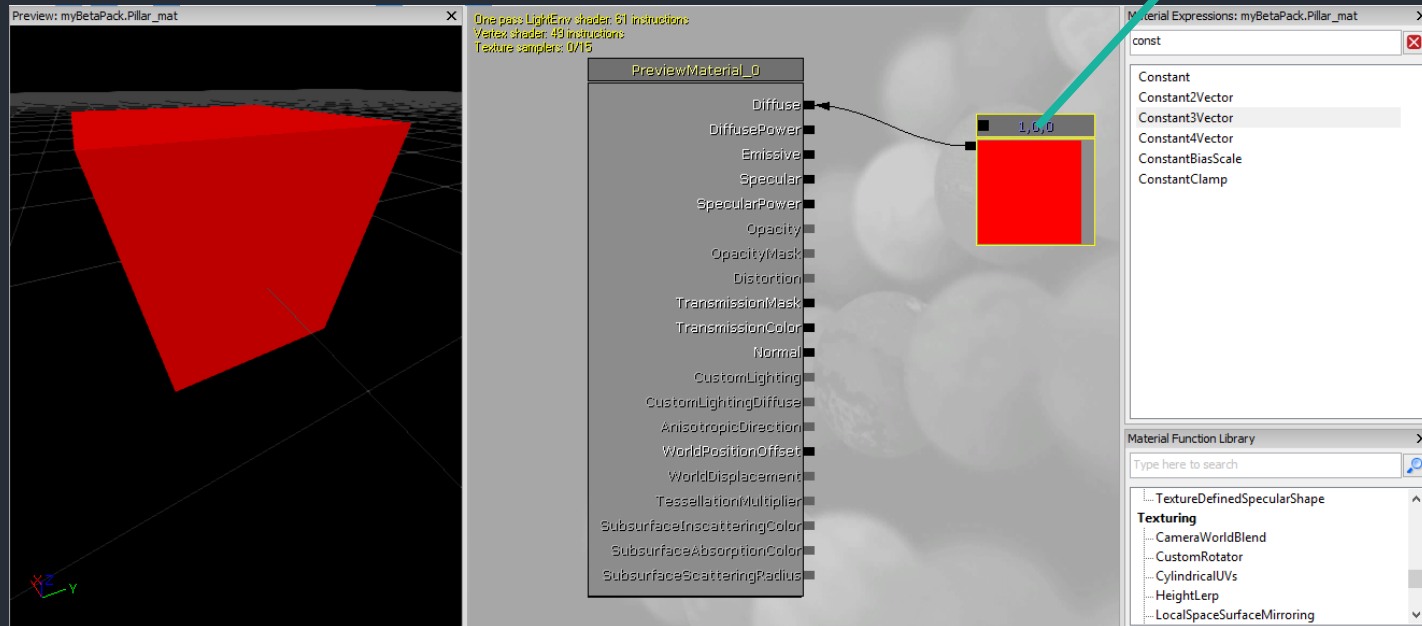 Preview: myBetaPack.Pillar_mat
X
Z
Y
One pass LightEnv shader: 61 instructions
Vertex shader: 49 instructions
Texture samplers: 0/15
PreviewMaterial_0
Diffuse
DiffusePower
Emissive
Specular
SpecularPower
Opacity
OpacityMask
Distortion
TransmissionMask
TransmissionColor
Normal
CustomLighting
CustomLightingDiffuse
AnisotropicDirection
WorldPositionOffset
WorldDisplacement
TessellationMultiplier
SubsurfaceInscatteringColor
SubsurfaceAbsorptionColor
SubsurfaceScatteringRadius
1,0,0
Material Expressions: myBetaPack.Pillar_mat
const
Constant
Constant2Vector
Constant3Vector
Constant4Vector
ConstantBiasScale
ConstantClamp
Material Function Library
Type here to search
TextureDefinedSpecularShape
Texturing
CameraWorldBlend
CustomRotator
CylindricalUVs
HeightLerp
LocalSpaceSurfaceMirroring